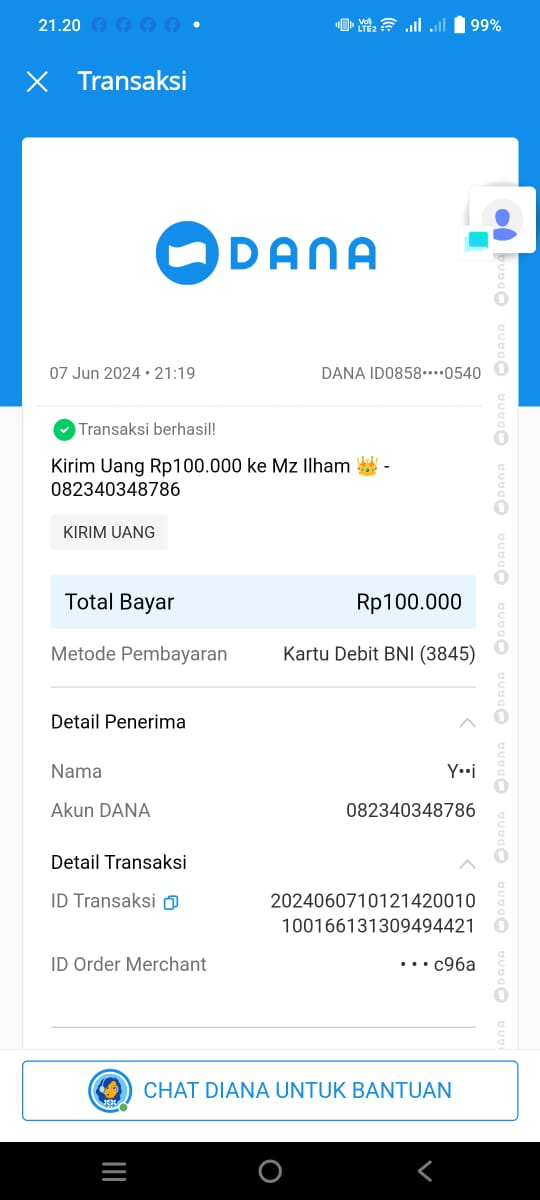 21.20
Vo) LTE2
99%
Transaksi
DANA
07 Jun 2024 • 21:19
DANA ID0858••••0540
Transaksi berhasil!
Kirim Uang Rp100.000 ke Mz Ilham 👑 -
082340348786
KIRIM UANG
Total Bayar
Rp100.000
Metode Pembayaran
Kartu Debit BNI (3845)
Detail Penerima
Nama
Y••i
Akun DANA
082340348786
Detail Transaksi
ID Transaksi
2024060710121420010
100166131309494421
ID Order Merchant
• • • c96a
CHAT DIANA UNTUK BANTUAN